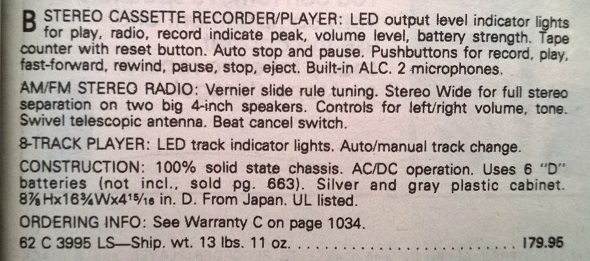 B STEREO CASSETTE RECORDER/PLAYER: LED output level indicator lights
for play, radio, record indicate peak, volume level, battery strength. Tape
counter with reset button. Auto stop and pause. Pushbuttons for record, play,
fast-forward, rewind, pause, stop, eject. Built-in ALC. 2 microphones.
AM/FM STEREO RADIO: Vernier slide rule tuning. Stereo Wide for full stereo
separation on two big 4-inch speakers. Controls for left/right volume, tone.
Swivel telescopic antenna. Beat cancel switch.
8-TRACK PLAYER: LED track indicator lights. Auto/manual track change.
CONSTRUCTION: 100% solid state chassis. AC/DC operation. Uses 6 "D"
batteries (not incl., sold pg. 663). Silver and gray plastic cabinet.
8⅞Hx16¾Wx4¹⁵/₁₆ in. D. From Japan. UL listed.
ORDERING INFO: See Warranty C on page 1034.
62 C 3995 LS—Ship. wt. 13 lbs. 11 oz. . . . . . . . . . . . . . . . . . . . . . . . . 179.95